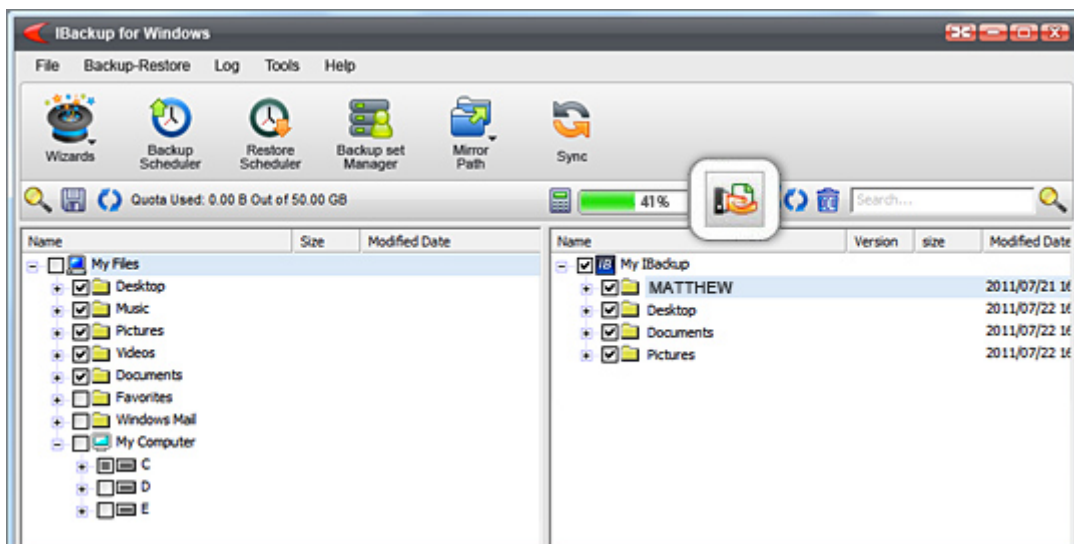 IBackup for Windows
File Backup-Restore Log Tools Help
Wizards Backup Scheduler Restore Scheduler Backup set Manager Mirror Path Sync
Quota Used: 0.00 B Out of 50.00 GB 41% Search...
Name Size Modified Date Name Version size Modified Date
My Files IB My IBackup
Desktop MATTHEW 2011/07/21 16
Music Desktop 2011/07/22 16
Pictures Documents 2011/07/22 16
Videos Pictures 2011/07/22 16
Documents
Favorites
Windows Mail
My Computer
C
D
E